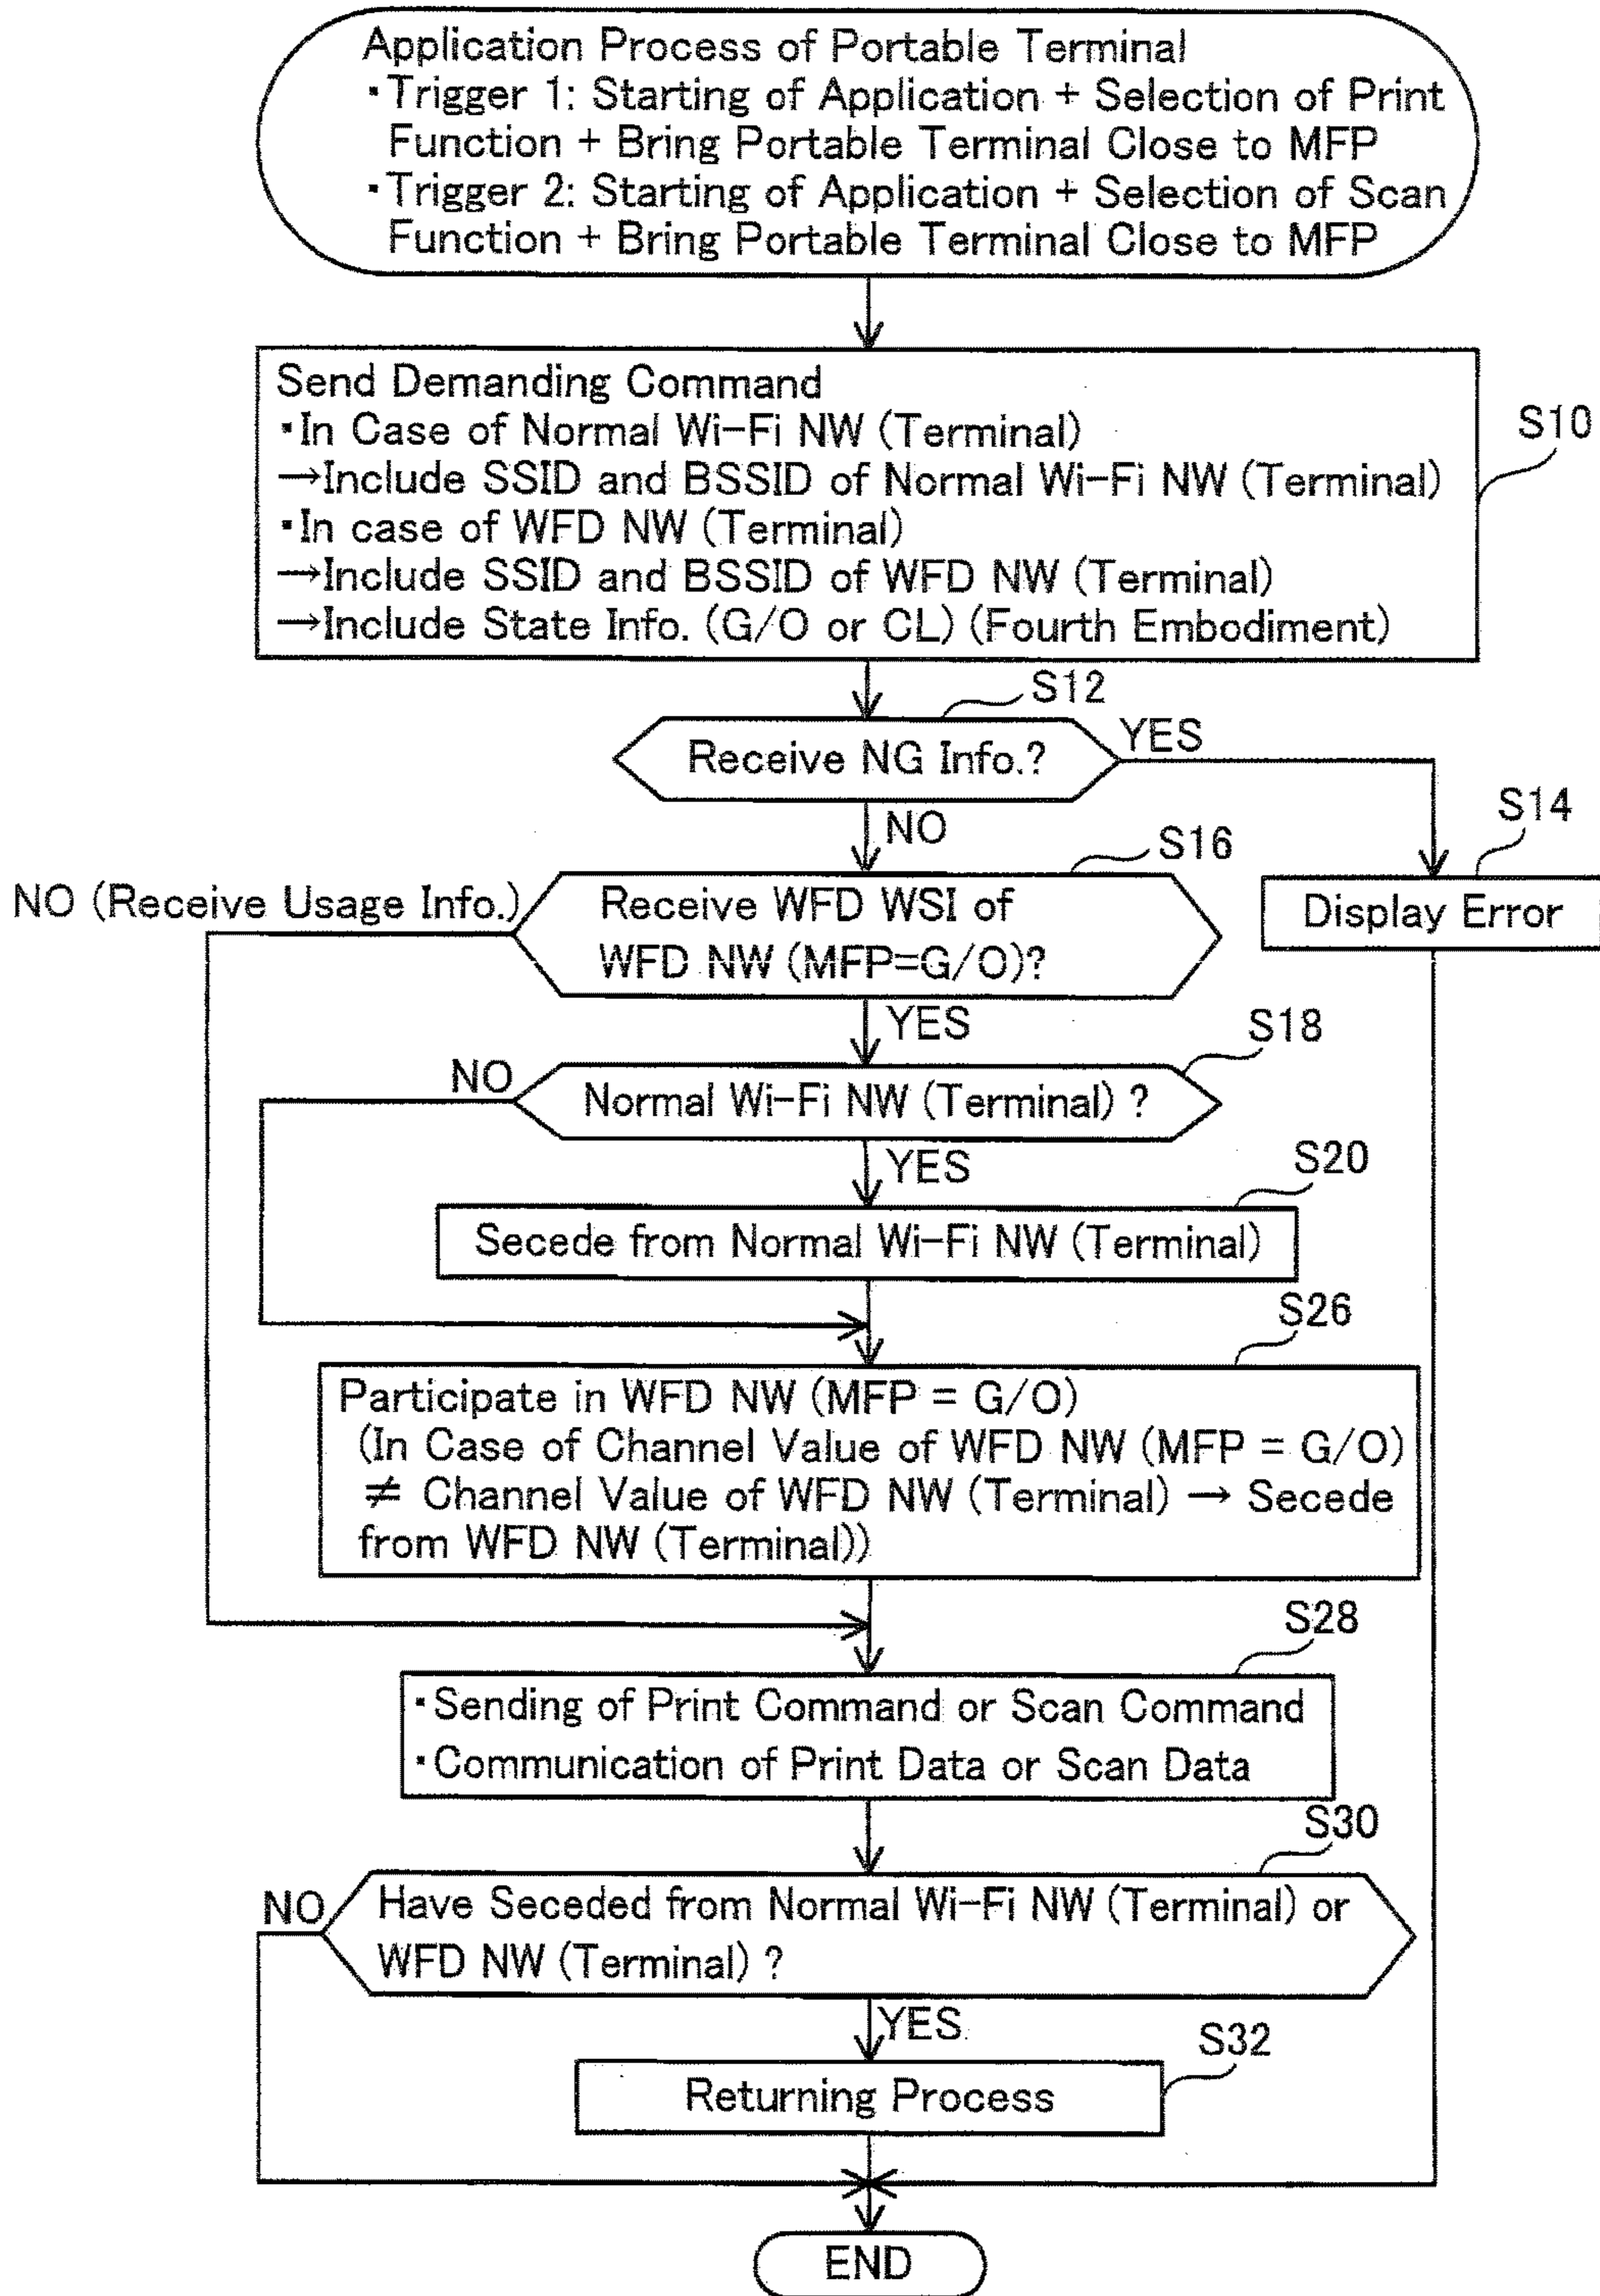 Application Process of Portable Terminal
・Trigger 1: Starting of Application + Selection of Print
Function + Bring Portable Terminal Close to MFP
・Trigger 2: Starting of Application + Selection of Scan
Function + Bring Portable Terminal Close to MFP
Send Demanding Command
・In Case of Normal Wi-Fi NW (Terminal)
→Include SSID and BSSID of Normal Wi-Fi NW (Terminal)
・In case of WFD NW (Terminal)
→Include SSID and BSSID of WFD NW (Terminal)
→Include State Info. (G/O or CL) (Fourth Embodiment)
S10
S12
Receive NG Info.?
YES
NO
S14
Display Error
S16
NO (Receive Usage Info.)
Receive WFD WSI of
WFD NW (MFP=G/O)?
YES
S18
NO
Normal Wi-Fi NW (Terminal) ?
YES
S20
Secede from Normal Wi-Fi NW (Terminal)
S26
Participate in WFD NW (MFP = G/O)
(In Case of Channel Value of WFD NW (MFP = G/O)
≠ Channel Value of WFD NW (Terminal) → Secede
from WFD NW (Terminal))
S28
・Sending of Print Command or Scan Command
・Communication of Print Data or Scan Data
S30
NO
Have Seceded from Normal Wi-Fi NW (Terminal) or
WFD NW (Terminal) ?
YES
S32
Returning Process
END